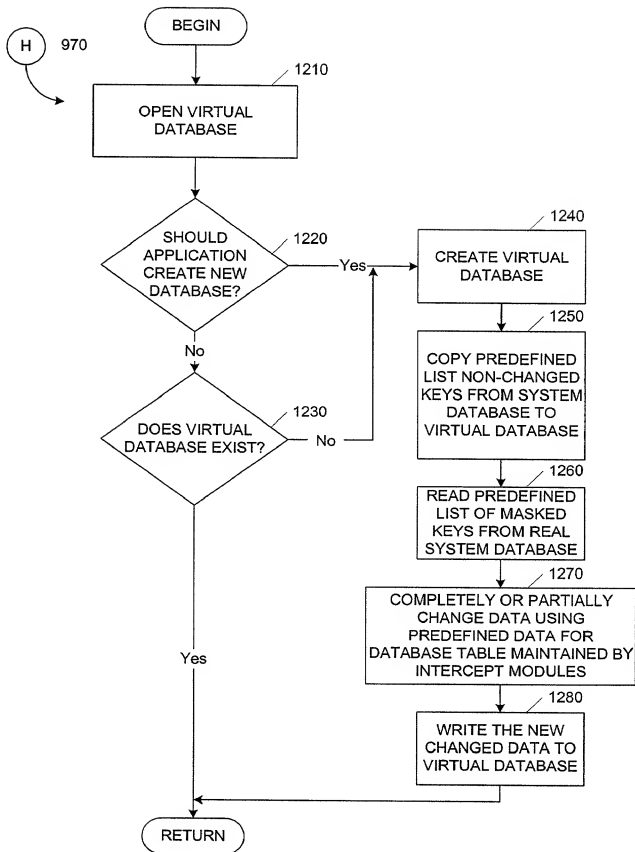 BEGIN
H
970
1210
OPEN VIRTUAL
DATABASE
1220
SHOULD
APPLICATION
CREATE NEW
DATABASE?
Yes
1240
CREATE VIRTUAL
DATABASE
No
1250
COPY PREDEFINED
LIST NON-CHANGED
KEYS FROM SYSTEM
DATABASE TO
VIRTUAL DATABASE
1230
DOES VIRTUAL
DATABASE EXIST?
No
1260
READ PREDEFINED
LIST OF MASKED
KEYS FROM REAL
SYSTEM DATABASE
1270
COMPLETELY OR PARTIALLY
CHANGE DATA USING
PREDEFINED DATA FOR
DATABASE TABLE MAINTAINED BY
INTERCEPT MODULES
Yes
1280
WRITE THE NEW
CHANGED DATA TO
VIRTUAL DATABASE
RETURN